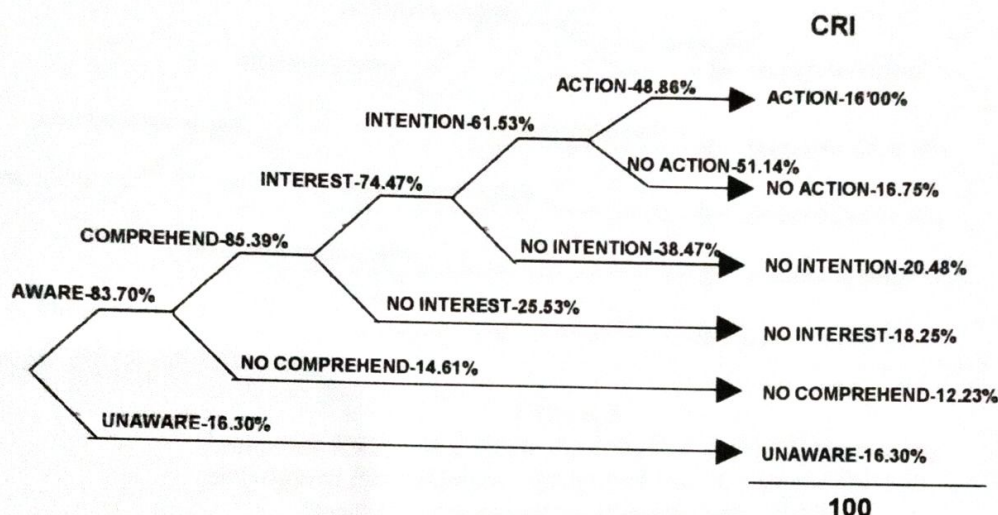 CRI
ACTION-48.86%
ACTION-16'00%
INTENTION-61.53%
NO ACTION-51.14%
NO ACTION-16.75%
INTEREST-74.47%
COMPREHEND-85.39%
NO INTENTION-38.47%
NO INTENTION-20.48%
AWARE-83.70%
NO INTEREST-25.53%
NO INTEREST-18.25%
NO COMPREHEND-14.61%
NO COMPREHEND-12.23%
UNAWARE-16.30%
UNAWARE-16.30%
100